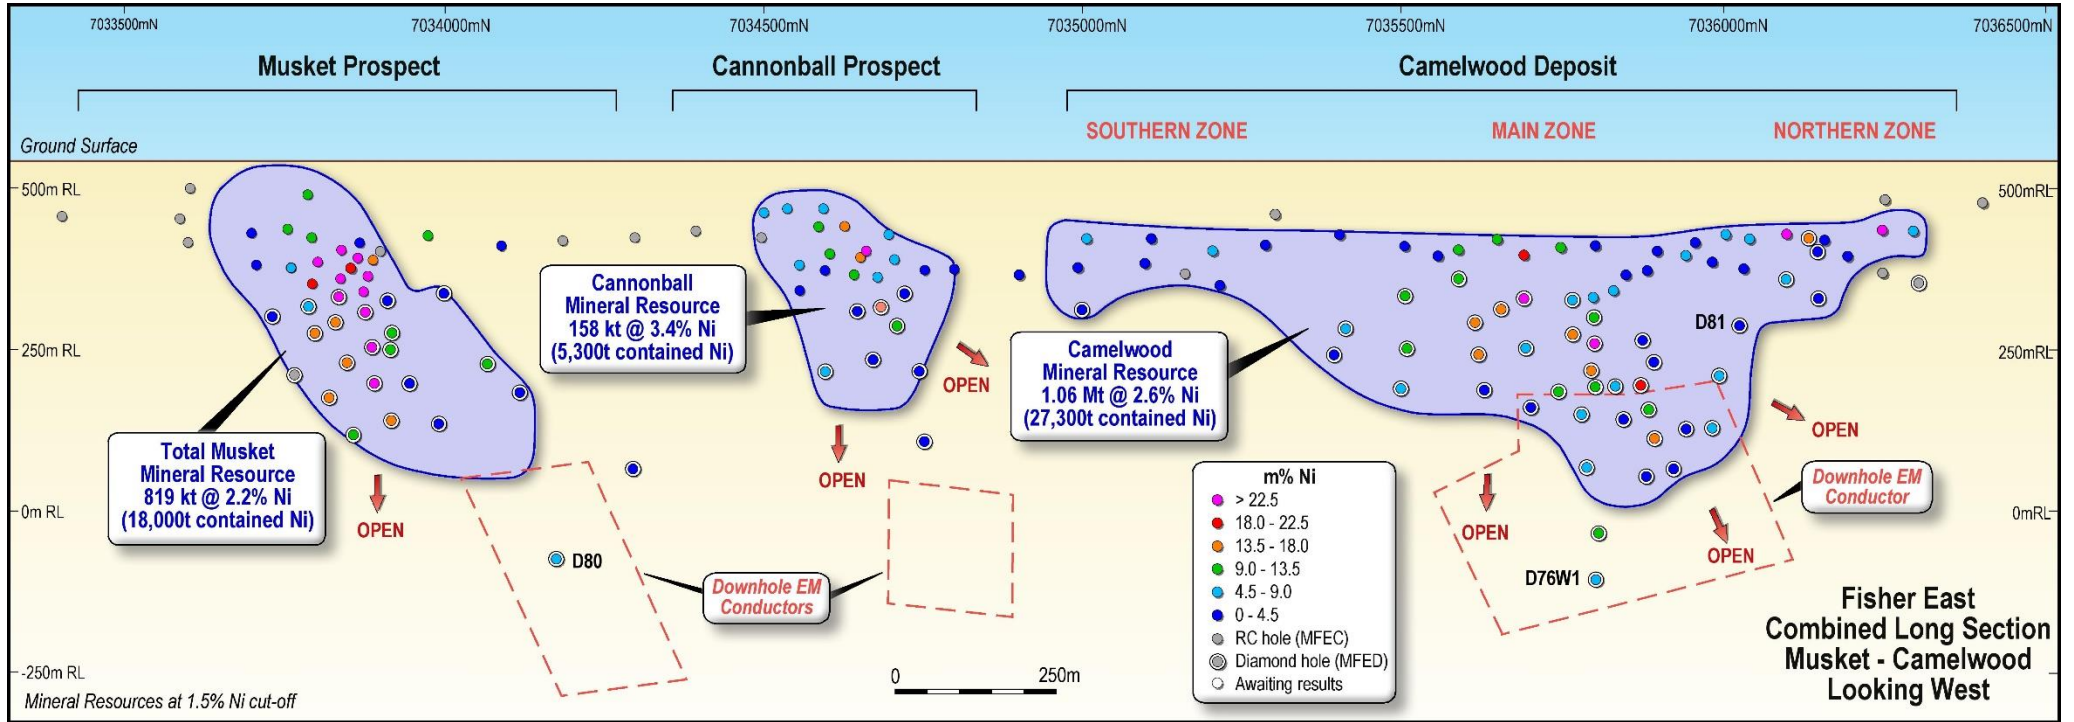 7033500mN
7034000mN
7034500mN
7035000mN
7035500mN
7036000mN
7036500mN
Musket Prospect
Cannonball Prospect
Camelwood Deposit
SOUTHERN ZONE
MAIN ZONE
NORTHERN ZONE
Ground Surface
500m RL
500mRL
Cannonball
Mineral Resource
158 kt @ 3.4% Ni
(5,300t contained Ni)
D81
250m RL
250mRL
Camelwood
Mineral Resource
1.06 Mt @ 2.6% Ni
(27,300t contained Ni)
OPEN
OPEN
Total Musket
Mineral Resource
819 kt @ 2.2% Ni
(18,000t contained Ni)
OPEN
OPEN
Downhole EM
Conductor
m% Ni
> 22.5
18.0 - 22.5
13.5 - 18.0
9.0 - 13.5
4.5 - 9.0
0 - 4.5
RC hole (MFEC)
Diamond hole (MFED)
Awaiting results
0m RL
0mRL
OPEN
OPEN
D80
D76W1
Downhole EM
Conductors
Fisher East
Combined Long Section
Musket - Camelwood
Looking West
-250m RL
0
250m
Mineral Resources at 1.5% Ni cut-off